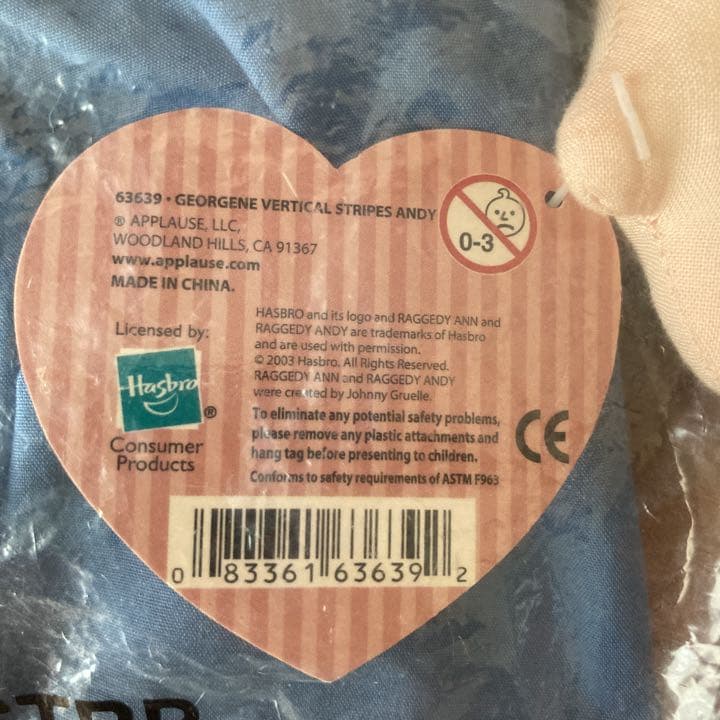 63639 • GEORGENE VERTICAL STRIPES ANDY
® APPLAUSE, LLC,
WOODLAND HILLS, CA 91367
www.applause.com
MADE IN CHINA.
0-3
Licensed by:
Hasbro
®
Consumer
Products
HASBRO and its logo and RAGGEDY ANN and
RAGGEDY ANDY are trademarks of Hasbro
and are used with permission.
© 2003 Hasbro. All Rights Reserved.
RAGGEDY ANN and RAGGEDY ANDY
were created by Johnny Gruelle.
To eliminate any potential safety problems,
please remove any plastic attachments and
hang tag before presenting to children.
Conforms to safety requirements of ASTM F963
CE
0 83361 63639 2